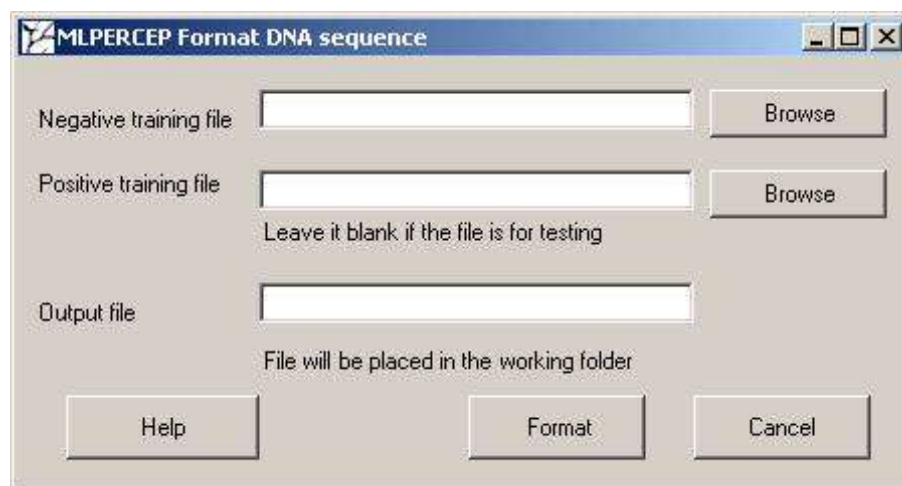 MLPERCEP Format DNA sequence
Negative training file
Browse
Positive training file
Browse
Leave it blank if the file is for testing
Output file
File will be placed in the working folder
Help
Format
Cancel